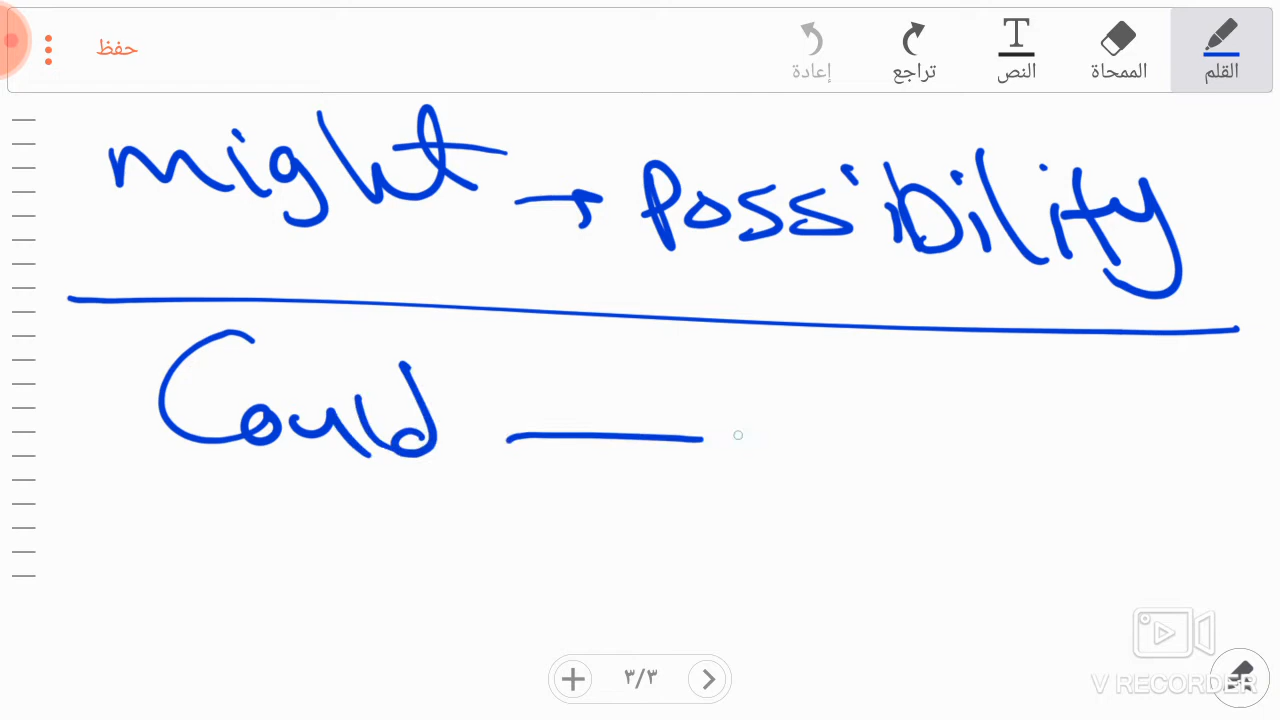 حفظ
إعادة
تراجع
النص
الممحاة
القلم
might → Possibility
Could —
٣/٣
V RECORDER